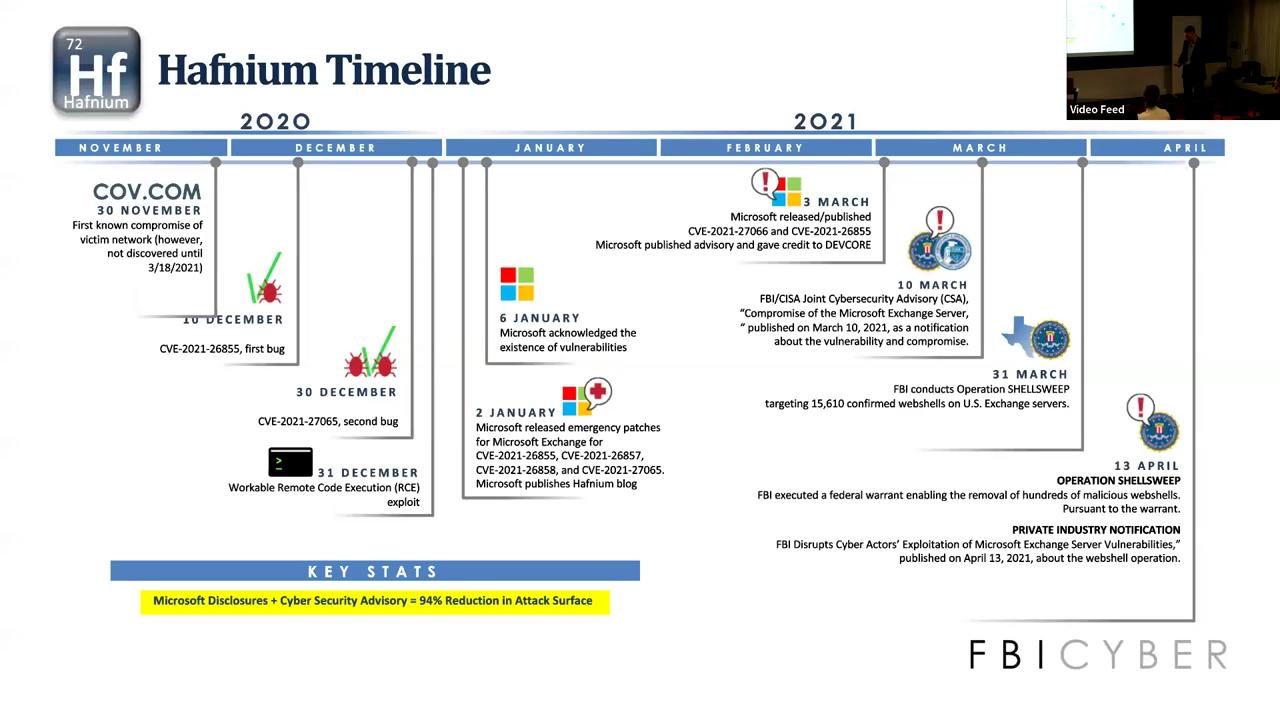 72
Hf
Hafnium
Hafnium Timeline
Video Feed
2020
2021
NOVEMBER
DECEMBER
JANUARY
FEBRUARY
MARCH
APRIL
COV.COM
30 NOVEMBER
First known compromise of
victim network (however,
not discovered until
3/18/2021)
10 DECEMBER
CVE-2021-26855, first bug
30 DECEMBER
CVE-2021-27065, second bug
31 DECEMBER
Workable Remote Code Execution (RCE)
exploit
6 JANUARY
Microsoft acknowledged the
existence of vulnerabilities
2 JANUARY
Microsoft released emergency patches
for Microsoft Exchange for
CVE-2021-26855, CVE-2021-26857,
CVE-2021-26858, and CVE-2021-27065.
Microsoft publishes Hafnium blog
3 MARCH
Microsoft released/published
CVE-2021-27066 and CVE-2021-26855
Microsoft published advisory and gave credit to DEVCORE
10 MARCH
FBI/CISA Joint Cybersecurity Advisory (CSA),
"Compromise of the Microsoft Exchange Server,
" published on March 10, 2021, as a notification
about the vulnerability and compromise.
31 MARCH
FBI conducts Operation SHELLSWEEP
targeting 15,610 confirmed webshells on U.S. Exchange servers.
13 APRIL
OPERATION SHELLSWEEP
FBI executed a federal warrant enabling the removal of hundreds of malicious webshells.
Pursuant to the warrant.
PRIVATE INDUSTRY NOTIFICATION
FBI Disrupts Cyber Actors' Exploitation of Microsoft Exchange Server Vulnerabilities,"
published on April 13, 2021, about the webshell operation.
KEY STATS
Microsoft Disclosures + Cyber Security Advisory = 94% Reduction in Attack Surface
FBICYBER